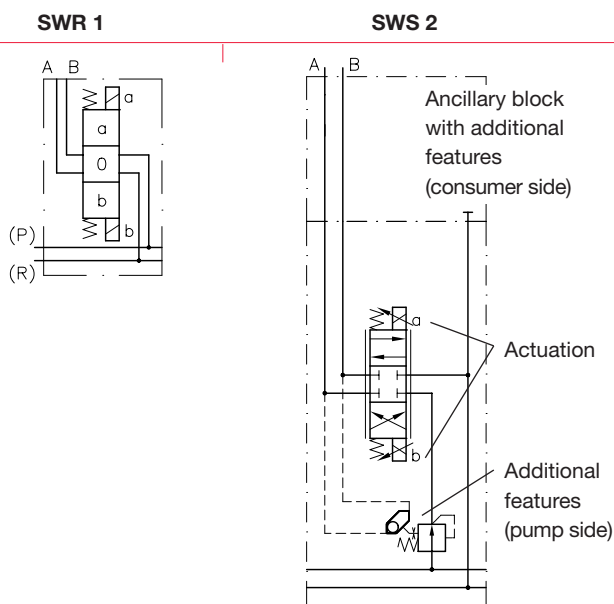 SWR 1
SWS 2
A B
a
a
0
b
b
(P)
(R)
A B
Ancillary block
with additional
features
(consumer side)
a
Actuation
b
Additional
features
(pump side)